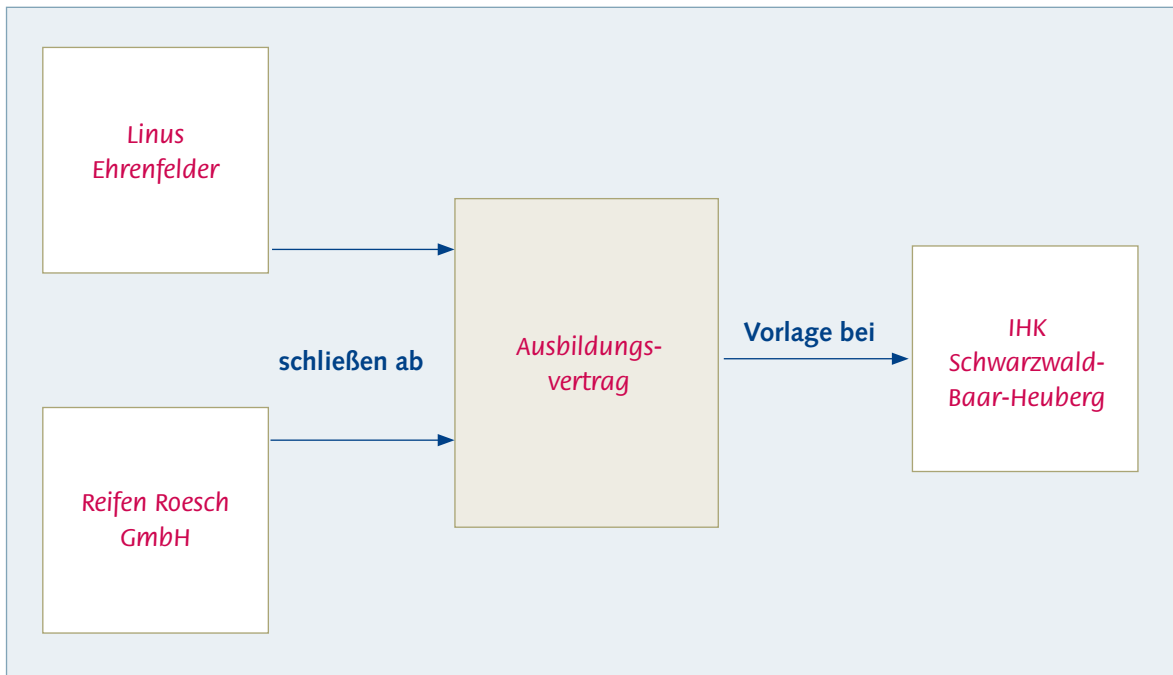 Linus
Ehrenfelder
schließen ab
Reifen Roesch
GmbH
Ausbildungs-
vertrag
Vorlage bei
IHK
Schwarzwald-
Baar-Heuberg